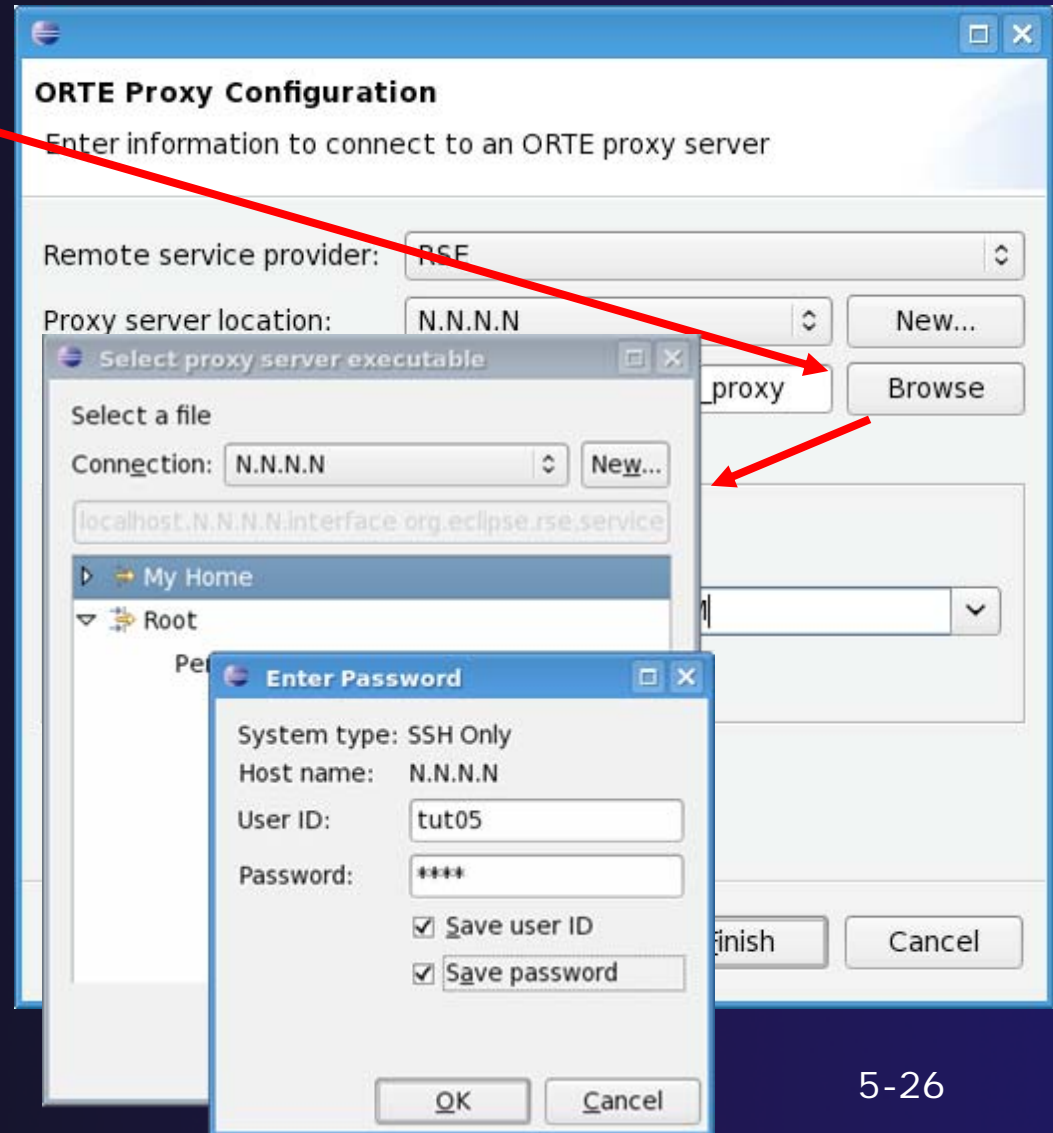 ORTE Proxy Configuration
Enter information to connect to an ORTE proxy server
Remote service provider: RSE
Proxy server location: N.N.N.N New...
_proxy Browse
Select proxy server executable
Select a file
Connection: N.N.N.N New...
localhost.N.N.N.N.interface org.eclipse.rse.service
My Home
Root
Enter Password
System type: SSH Only
Host name: N.N.N.N
User ID: tut05
Password: ****
Save user ID
Save password
OK Cancel
Finish Cancel
5-26